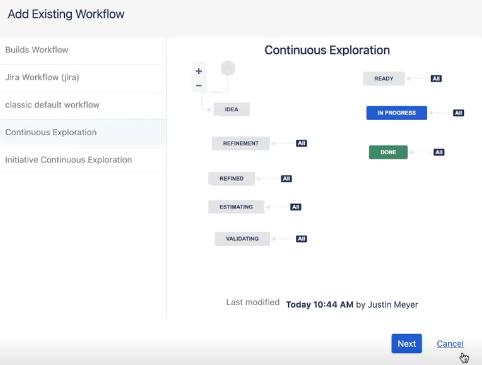 Add Existing Workflow
Builds Workflow
Jira Workflow (jira)
classic default workflow
Continuous Exploration
Initiative Continuous Exploration
Continuous Exploration
+
−
IDEA
REFINEMENT All
REFINED All
ESTIMATING All
VALIDATING All
READY All
IN PROGRESS All
DONE All
Last modified Today 10:44 AM by Justin Meyer
Next Cancel